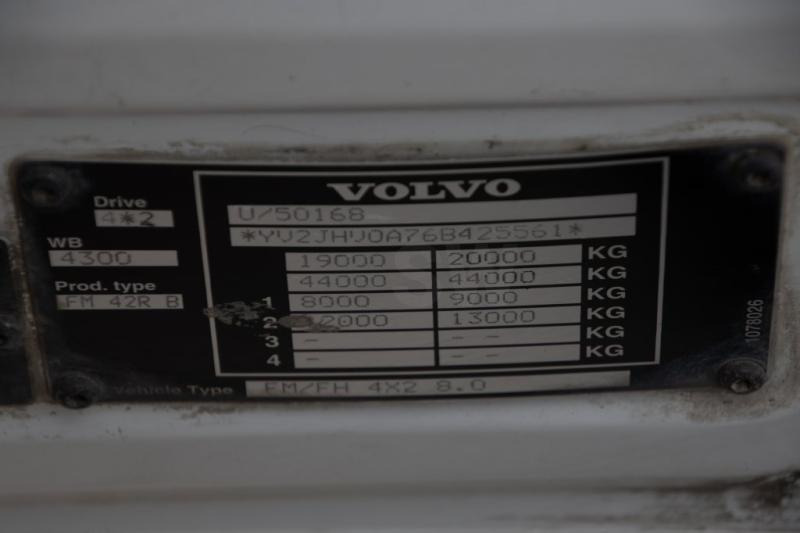 VOLVO
Drive
4*2
U/50168
*YV2JHV0A76B425561*
WB
4300
19000 20000 KG
44000 44000 KG
Prod. type
FM 42R B
1 8000 9000 KG
2 2000 13000 KG
3 - - - KG
4 - - - KG
Vehicle Type FM/FH 4X2 8.0
1078026